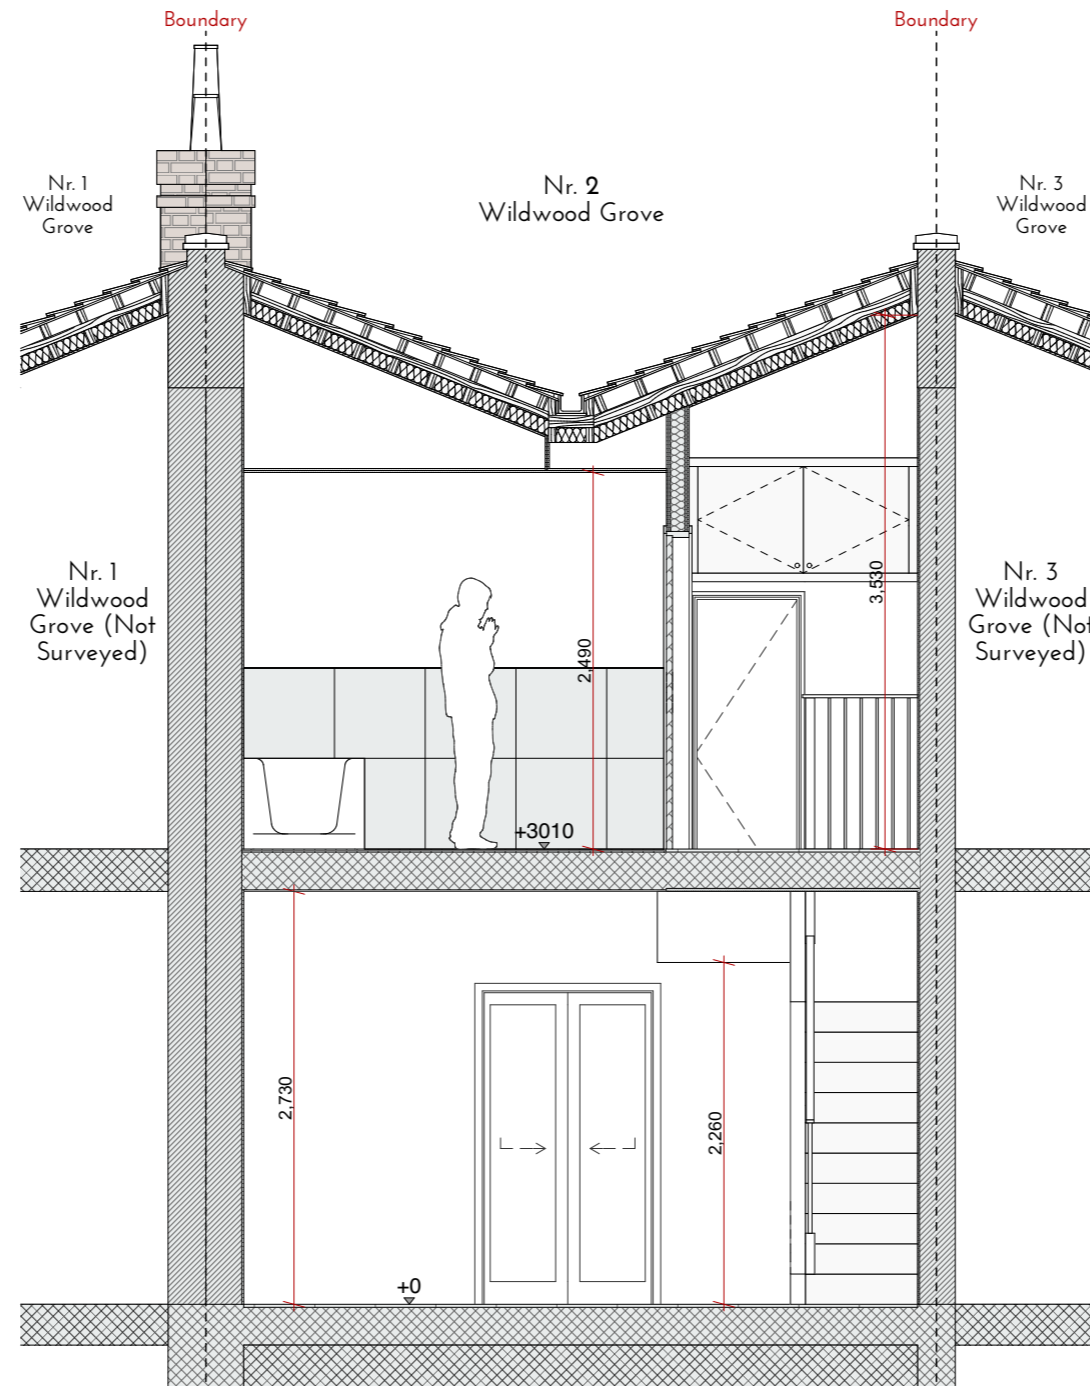 Boundary
Boundary
Nr. 1
Wildwood
Grove
Nr. 2
Wildwood Grove
Nr. 3
Wildwood
Grove
Nr. 1
Wildwood
Grove (Not
Surveyed)
2,490
3,530
Nr. 3
Wildwood
Grove (Not
Surveyed)
+3010
2,730
2,260
+0